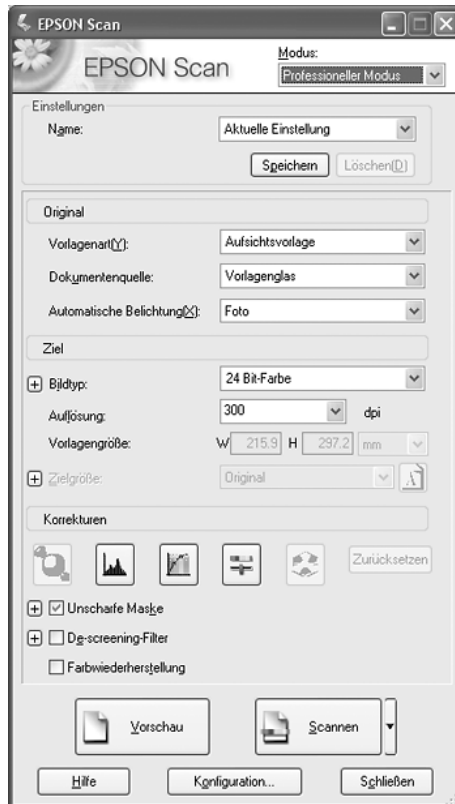 EPSON Scan
EPSON Scan
Modus:
Professioneller Modus
Einstellungen
Name: Aktuelle Einstellung
Speichern Löschen(D)
Original
Vorlagenart(Y): Aufsichtsvorlage
Dokumentenquelle: Vorlagenglas
Automatische Belichtung(X): Foto
Ziel
Bildtyp: 24 Bit-Farbe
Auflösung: 300 dpi
Vorlagengröße: W 215.9 H 297.2 mm
Zielgröße: Original
Korrekturen
Zurücksetzen
Unscharfe Maske
De-screening-Filter
Farbwiederherstellung
Vorschau Scannen
Hilfe Konfiguration... Schließen